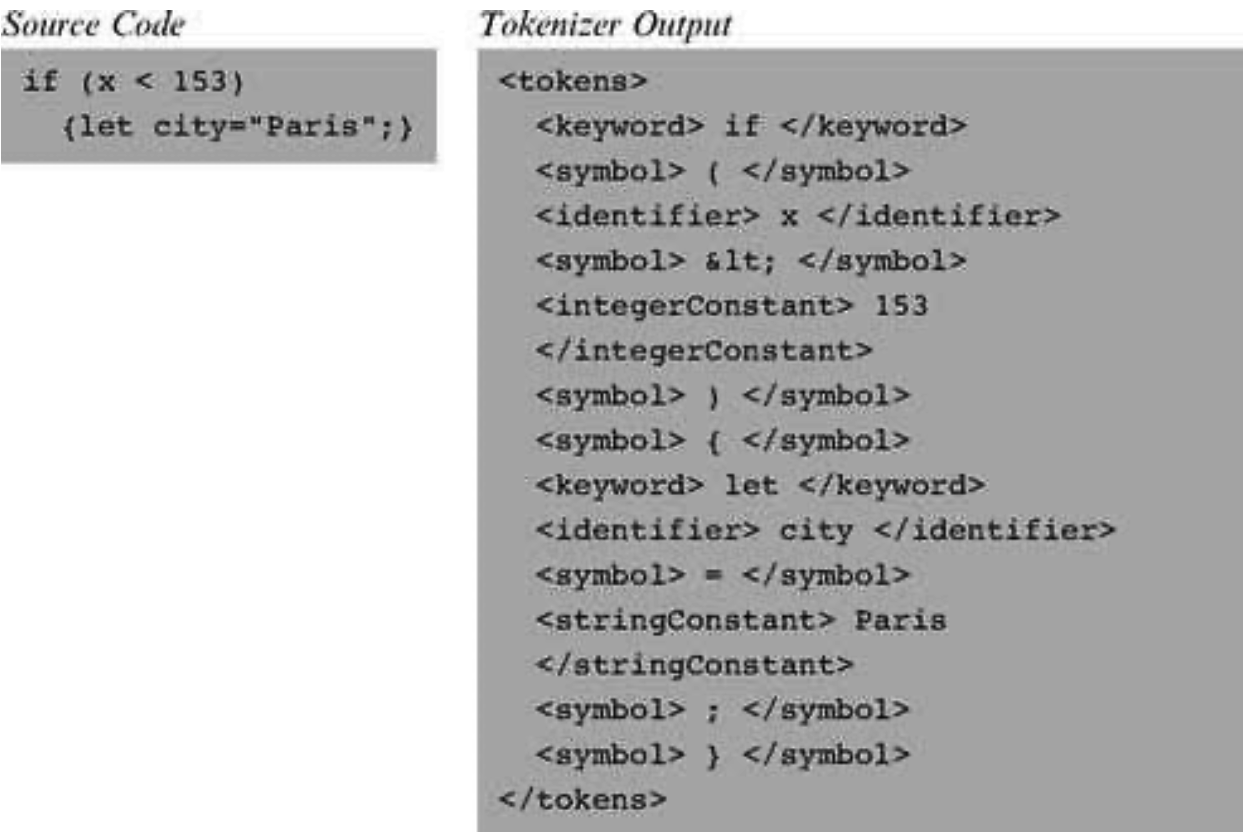 Source Code
if (x < 153)
{let city="Paris";}
Tokenizer Output
<tokens>
<keyword> if </keyword>
<symbol> ( </symbol>
<identifier> x </identifier>
<symbol> &lt; </symbol>
<integerConstant> 153
</integerConstant>
<symbol> ) </symbol>
<symbol> { </symbol>
<keyword> let </keyword>
<identifier> city </identifier>
<symbol> = </symbol>
<stringConstant> Paris
</stringConstant>
<symbol> ; </symbol>
<symbol> } </symbol>
</tokens>